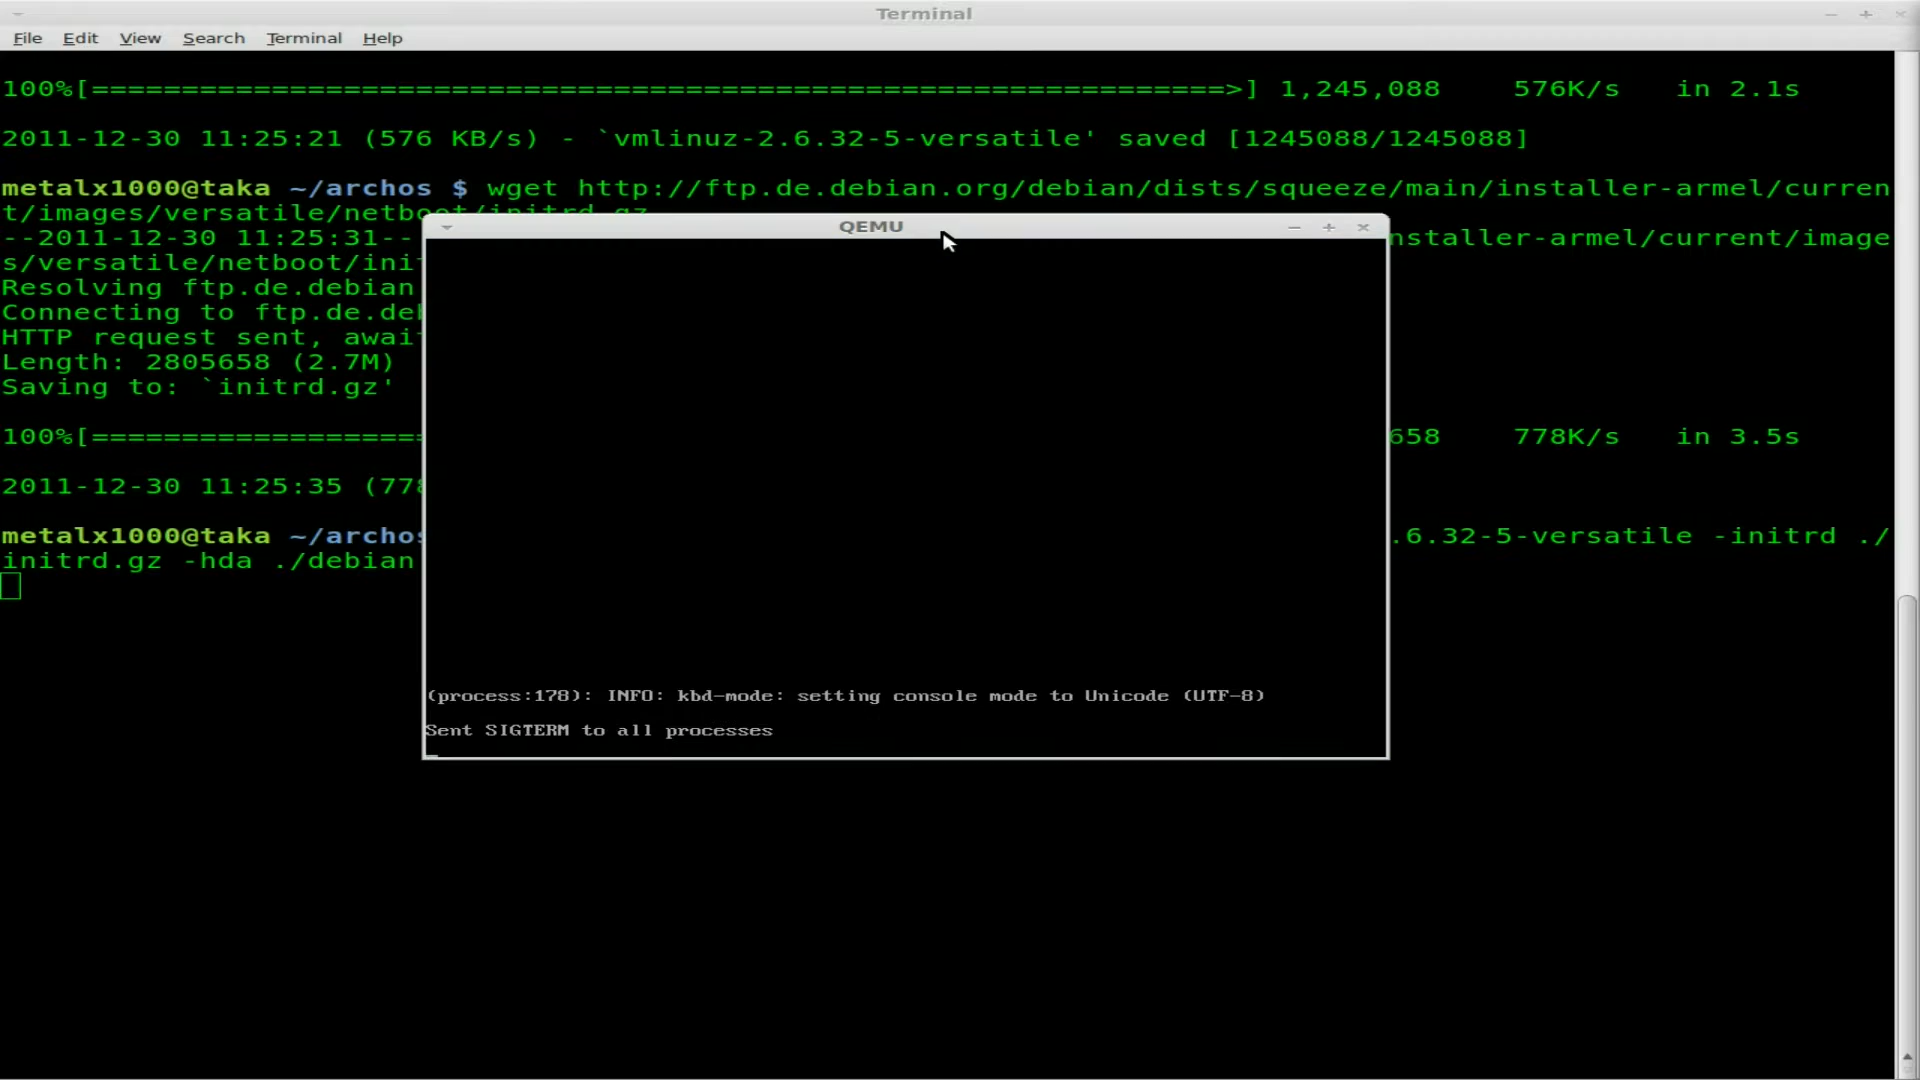 Terminal
File Edit View Search Terminal Help
100%[===============================================================>] 1,245,088 576K/s in 2.1s
2011-12-30 11:25:21 (576 KB/s) - `vmlinuz-2.6.32-5-versatile' saved [1245088/1245088]
metalx1000@taka ~/archos $ wget http://ftp.de.debian.org/debian/dists/squeeze/main/installer-armel/curren
t/images/versatile/netboot/initrd.gz
--2011-12-30 11:25:31-- nstaller-armel/current/image
s/versatile/netboot/ini
Resolving ftp.de.debian
Connecting to ftp.de.deb
HTTP request sent, awai
Length: 2805658 (2.7M)
Saving to: `initrd.gz'
100%[=================== 658 778K/s in 3.5s
2011-12-30 11:25:35 (778
metalx1000@taka ~/archos .6.32-5-versatile -initrd ./
initrd.gz -hda ./debian
QEMU
(process:178): INFO: kbd-mode: setting console mode to Unicode (UTF-8)
Sent SIGTERM to all processes